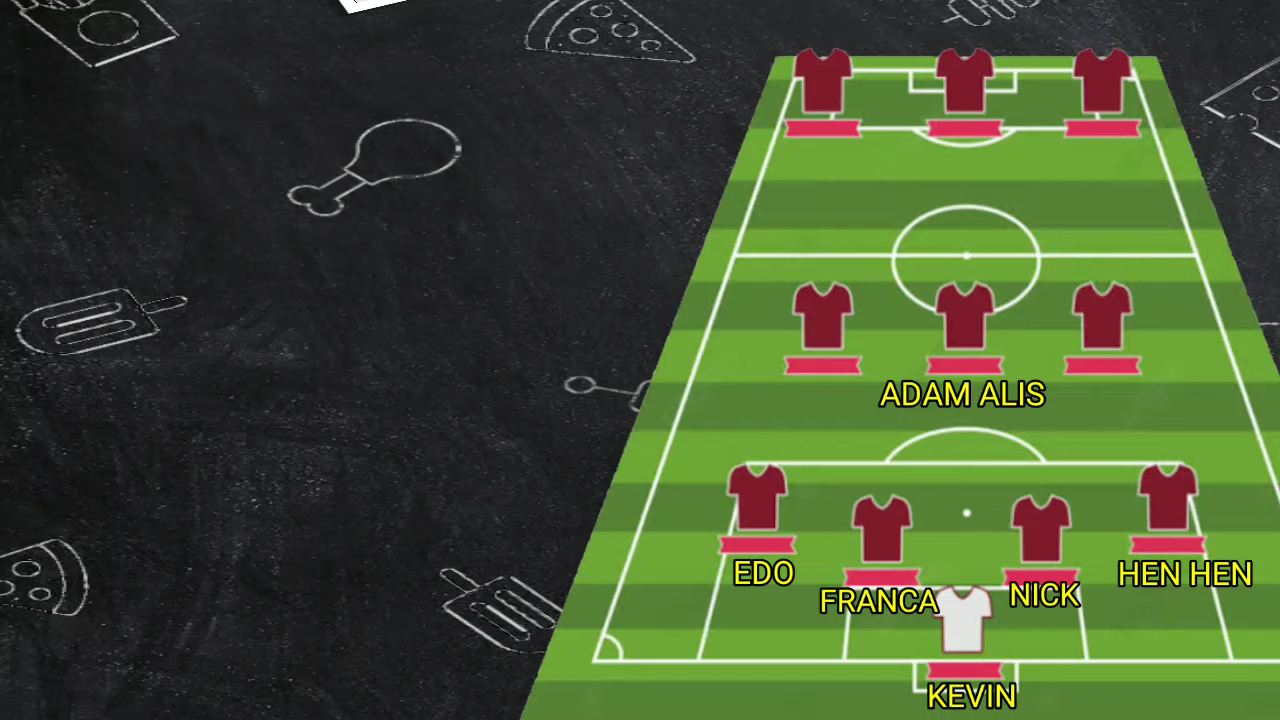 ADAM ALIS
EDO
FRANCA
NICK
HEN HEN
KEVIN